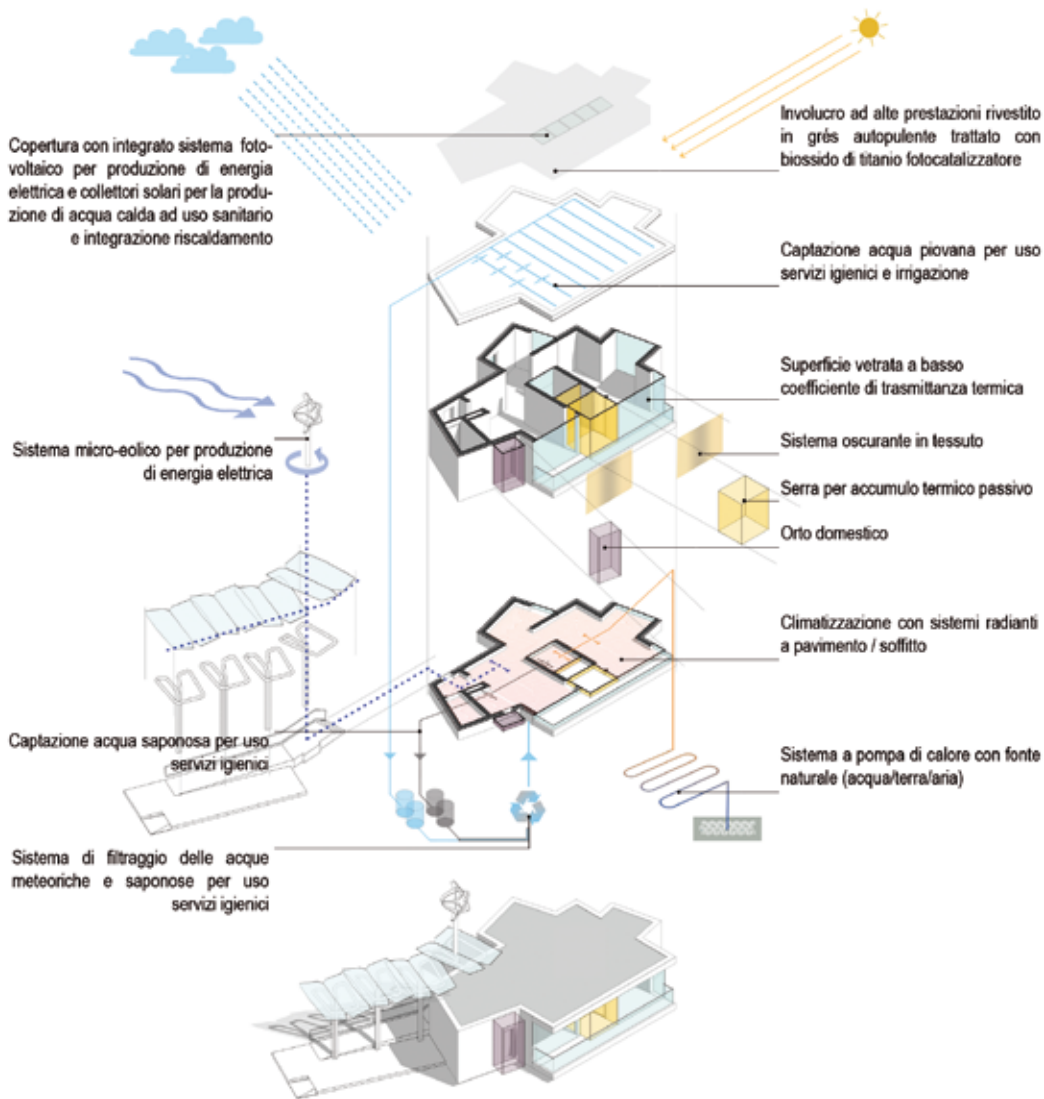 Copertura con integrato sistema foto-
voltaico per produzione di energia
elettrica e collettori solari per la produ-
zione di acqua calda ad uso sanitario
e integrazione riscaldamento
Involucro ad alte prestazioni rivestito
in grés autopulente trattato con
biossido di titanio fotocatalizzatore
Captazione acqua piovana per uso
servizi igienici e irrigazione
Superficie vetrata a basso
coefficiente di trasmittanza termica
Sistema oscurante in tessuto
Sistema micro-eolico per produzione
di energia elettrica
Serra per accumulo termico passivo
Orto domestico
Climatizzazione con sistemi radianti
a pavimento / soffitto
Captazione acqua saponosa per uso
servizi igienici
Sistema a pompa di calore con fonte
naturale (acqua/terra/aria)
Sistema di filtraggio delle acque
meteoriche e saponose per uso
servizi igienici